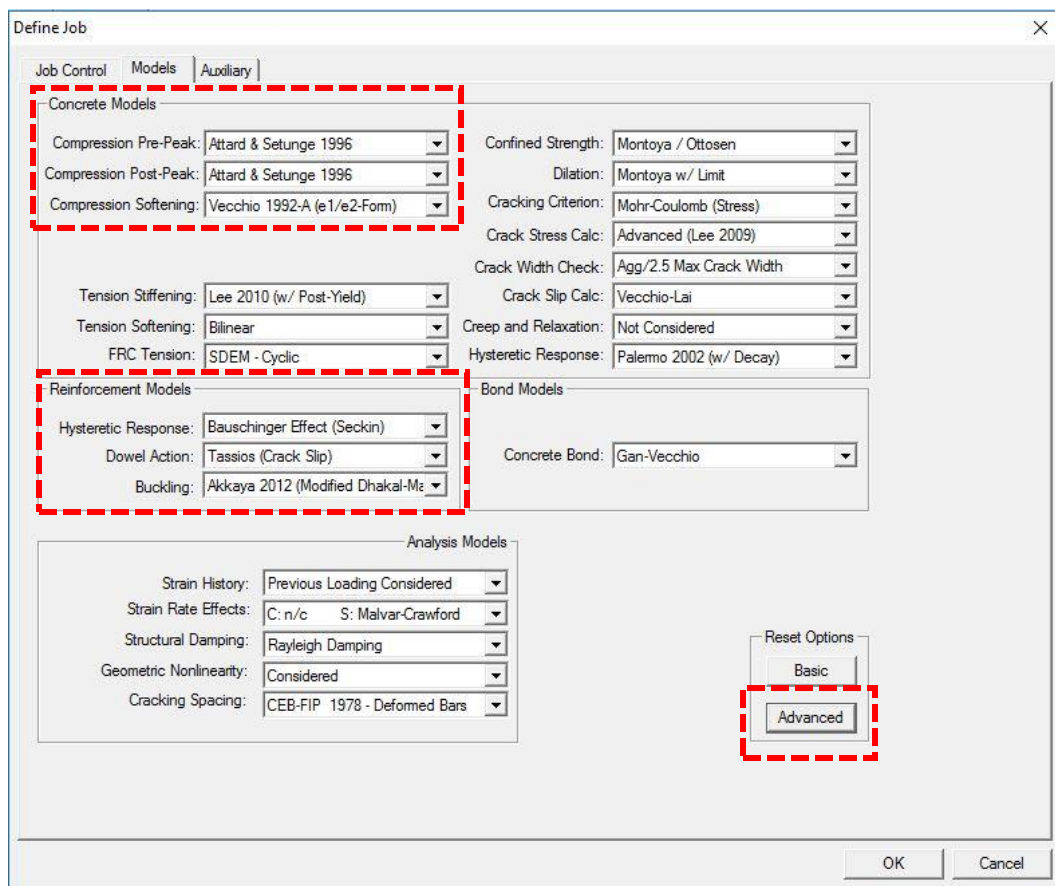 Define Job
Job Control Models Auxiliary
Concrete Models
Compression Pre-Peak: Attard & Setunge 1996
Compression Post-Peak: Attard & Setunge 1996
Compression Softening: Vecchio 1992-A (e1/e2-Form)
Tension Stiffening: Lee 2010 (w/ Post-Yield)
Tension Softening: Bilinear
FRC Tension: SDEM - Cyclic
Confined Strength: Montoya / Ottosen
Dilation: Montoya w/ Limit
Cracking Criterion: Mohr-Coulomb (Stress)
Crack Stress Calc: Advanced (Lee 2009)
Crack Width Check: Agg/2.5 Max Crack Width
Crack Slip Calc: Vecchio-Lai
Creep and Relaxation: Not Considered
Hysteretic Response: Palermo 2002 (w/ Decay)
Reinforcement Models
Hysteretic Response: Bauschinger Effect (Seckin)
Dowel Action: Tassios (Crack Slip)
Buckling: Akkaya 2012 (Modified Dhakal-Ma
Bond Models
Concrete Bond: Gan-Vecchio
Analysis Models
Strain History: Previous Loading Considered
Strain Rate Effects: C: n/c S: Malvar-Crawford
Structural Damping: Rayleigh Damping
Geometric Nonlinearity: Considered
Cracking Spacing: CEB-FIP 1978 - Deformed Bars
Reset Options
Basic
Advanced
OK Cancel